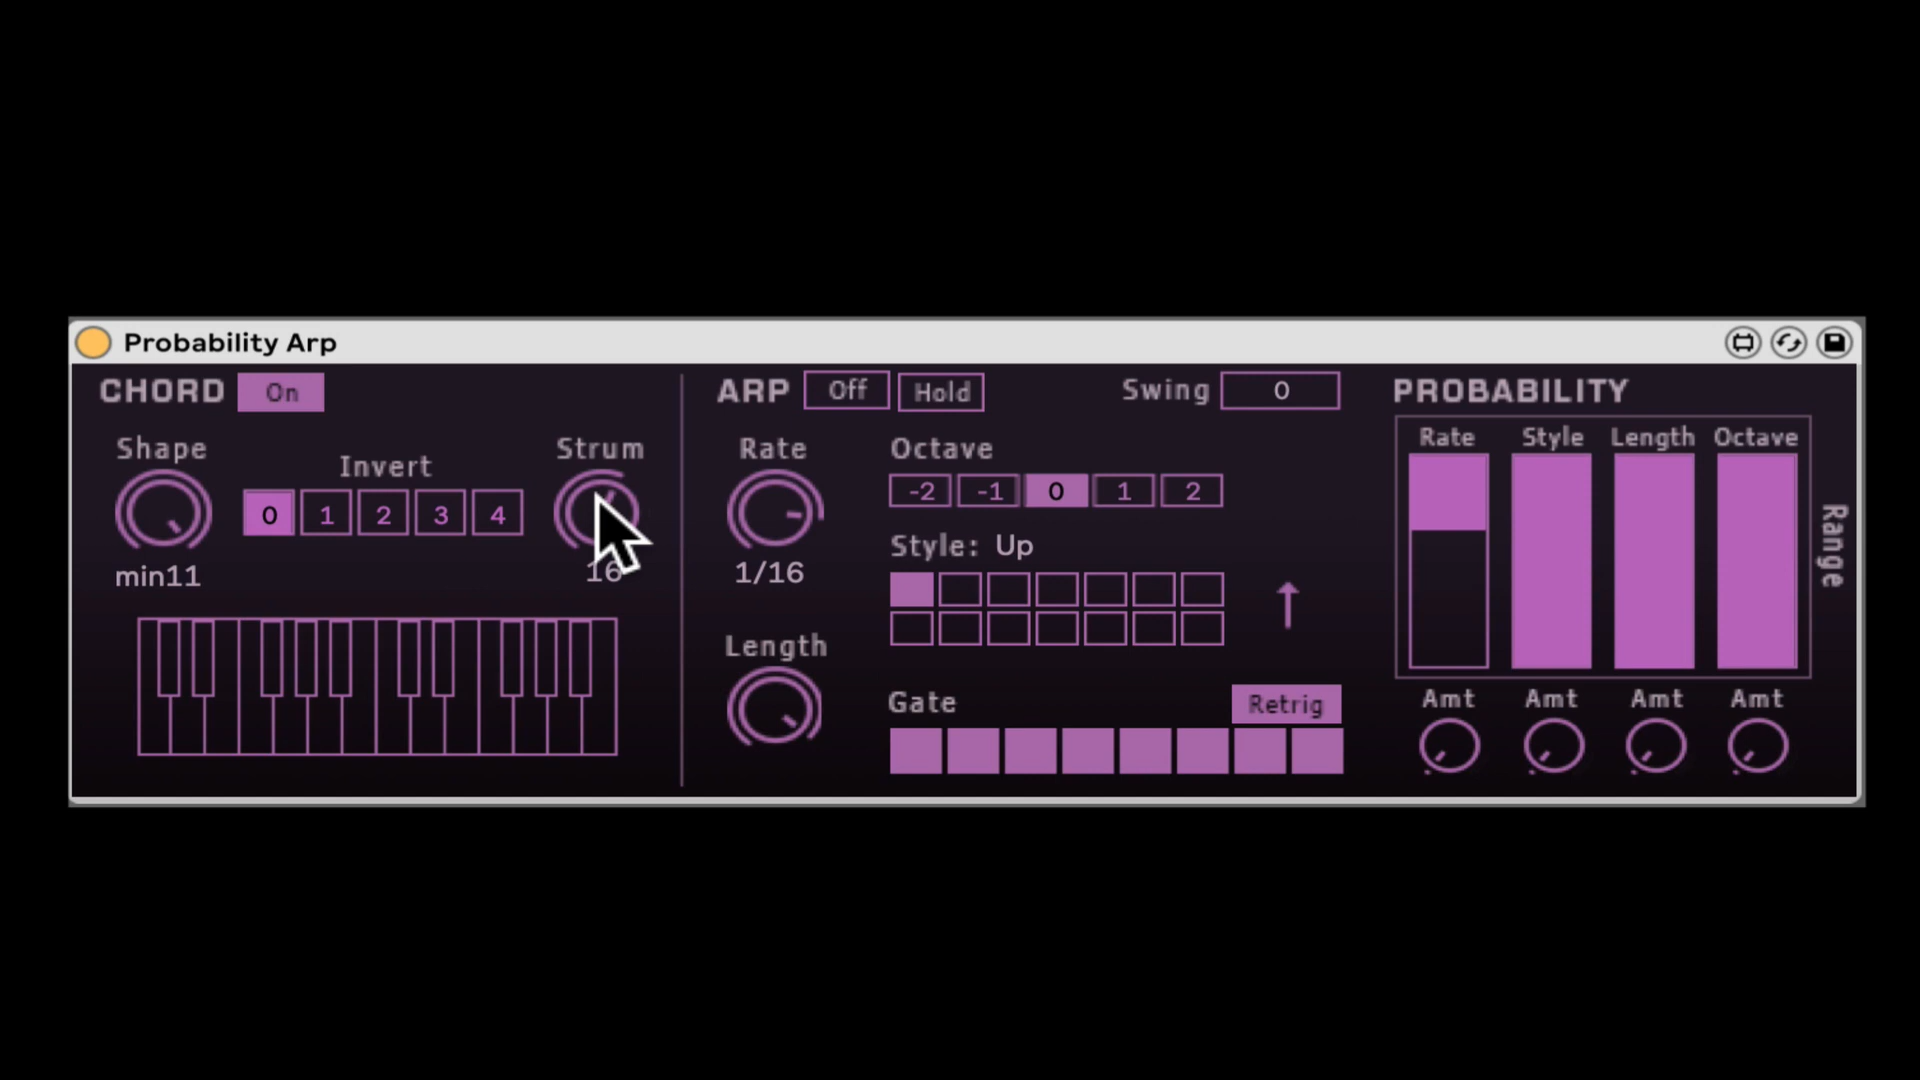 Probability Arp
CHORD On
Shape
Invert
Strum
0 1 2 3 4
min11
16
ARP Off Hold
Swing 0
Rate
1/16
Length
Octave
-2 -1 0 1 2
Style: Up
Gate
Retrig
PROBABILITY
Rate Style Length Octave
Range
Amt Amt Amt Amt